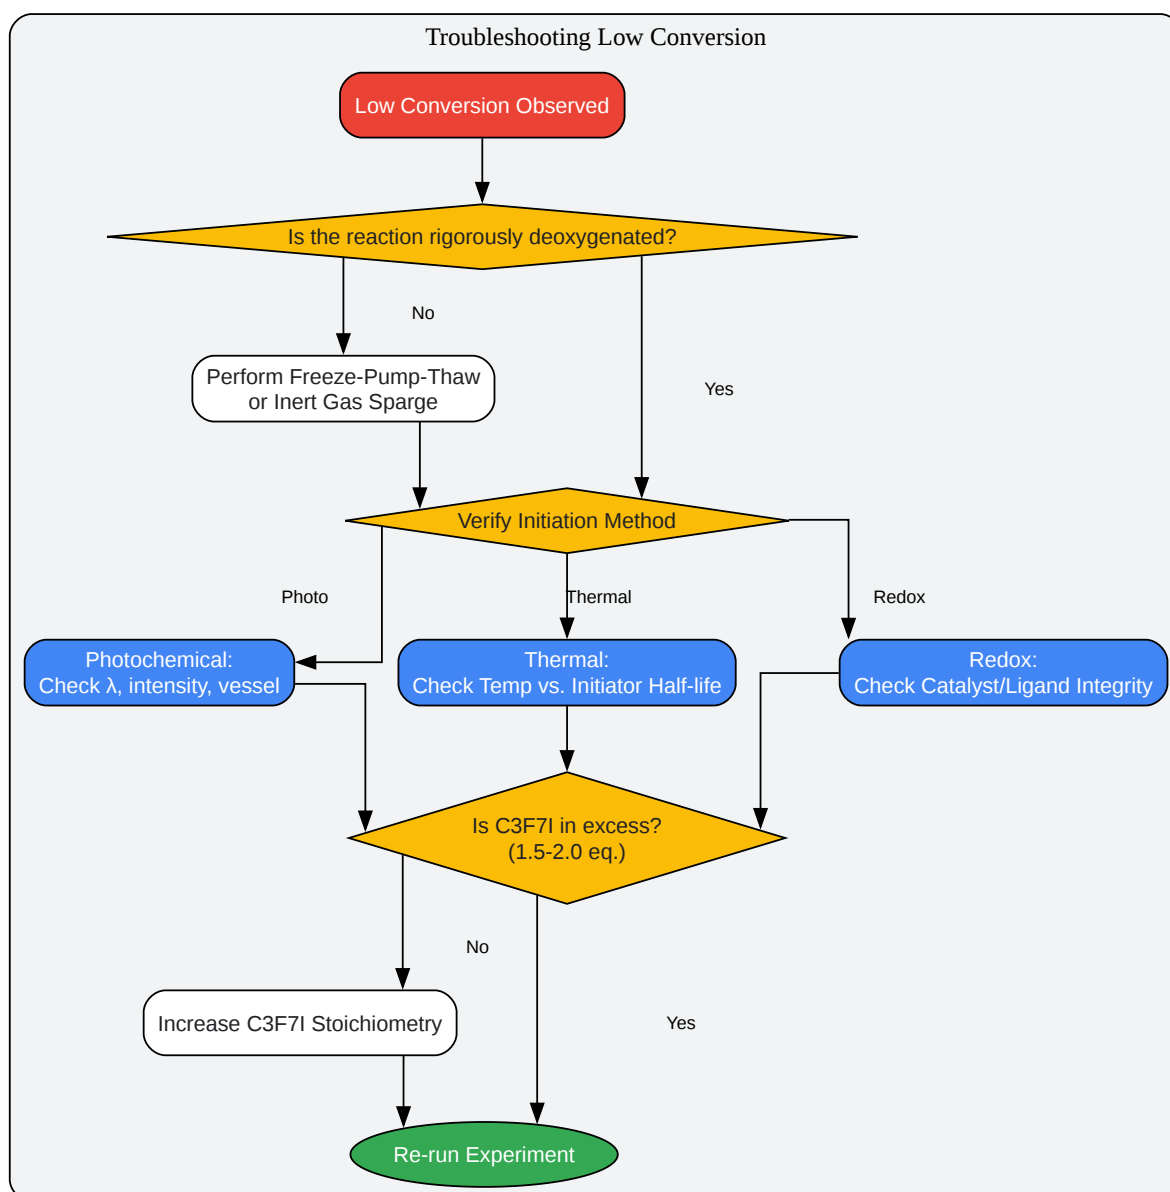 Troubleshooting Low Conversion
Low Conversion Observed
Is the reaction rigorously deoxygenated?
No
Perform Freeze-Pump-Thaw
or Inert Gas Sparge
Yes
Verify Initiation Method
Photo
Thermal
Redox
Photochemical:
Check λ, intensity, vessel
Thermal:
Check Temp vs. Initiator Half-life
Redox:
Check Catalyst/Ligand Integrity
Is C3F7I in excess?
(1.5-2.0 eq.)
No
Increase C3F7I Stoichiometry
Yes
Re-run Experiment